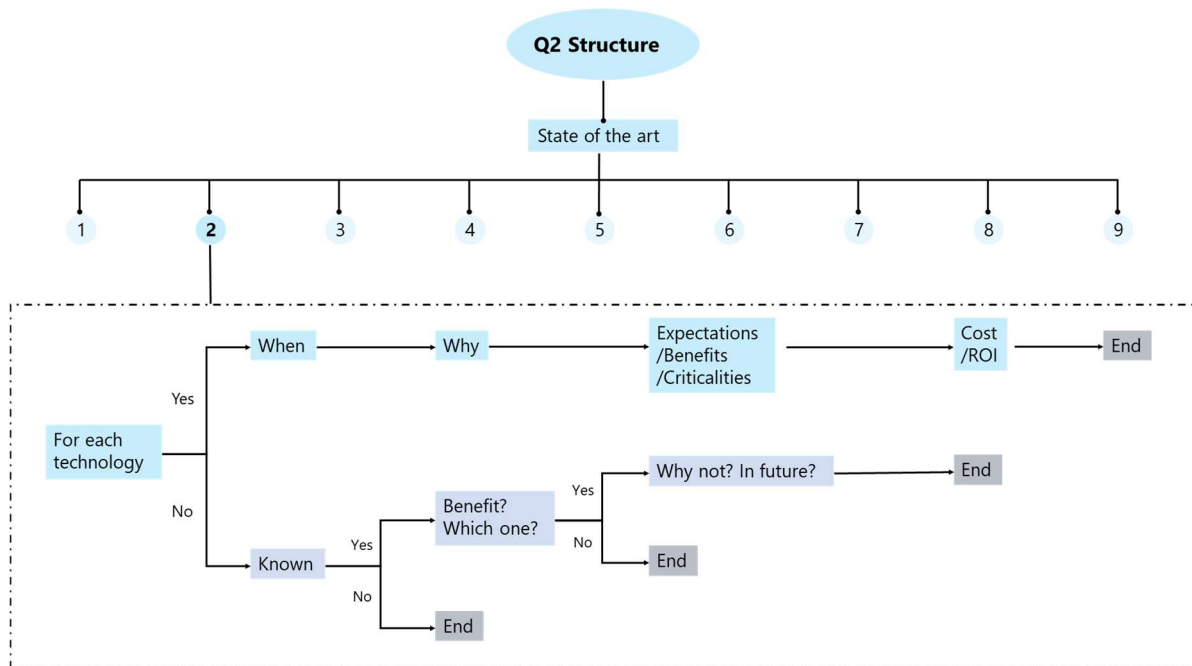 Q2 Structure
State of the art
1
2
3
4
5
6
7
8
9
When
Why
Expectations
/Benefits
/Criticalities
Cost
/ROI
End
Yes
For each
technology
No
Known
Yes
No
Benefit?
Which one?
End
Yes
No
Why not? In future?
End
End